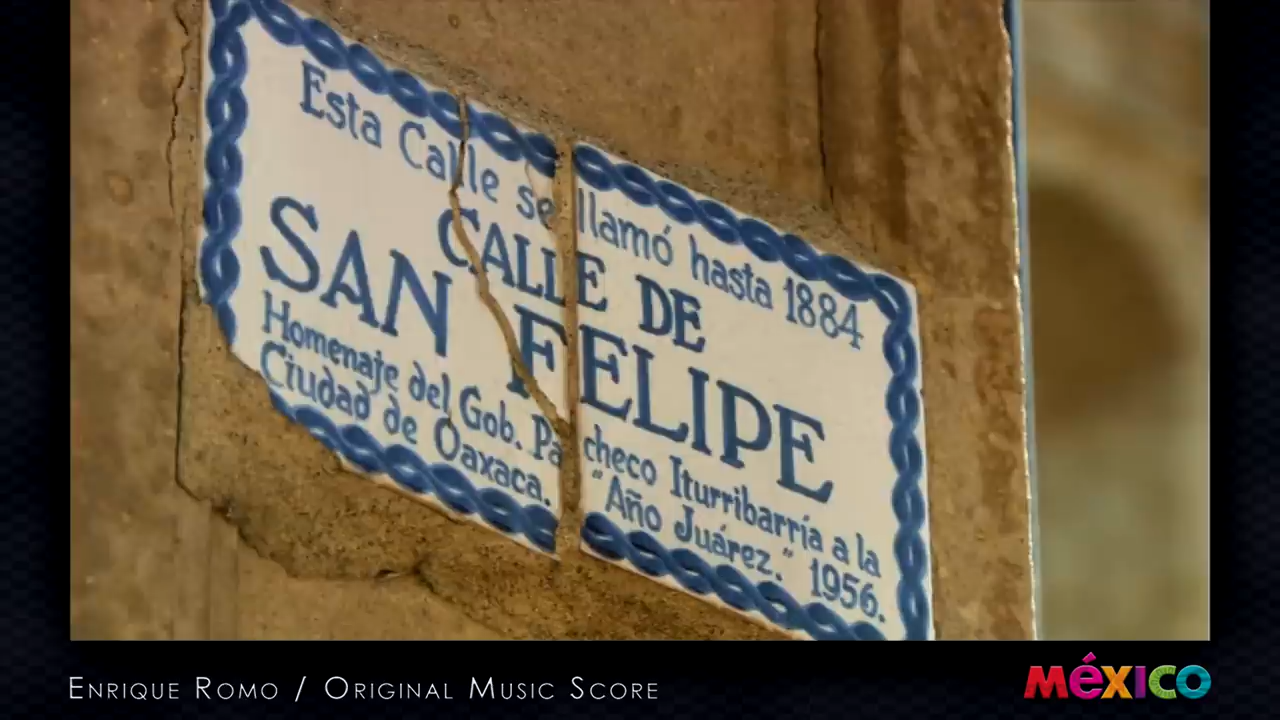 Esta Calle se llamó hasta 1884
CALLE DE
SAN FELIPE
Homenaje del Gob. Pacheco Iturribarría a la
Ciudad de Oaxaca. "Año Juárez." 1956.
ENRIQUE ROMO / ORIGINAL MUSIC SCORE
MéXICO